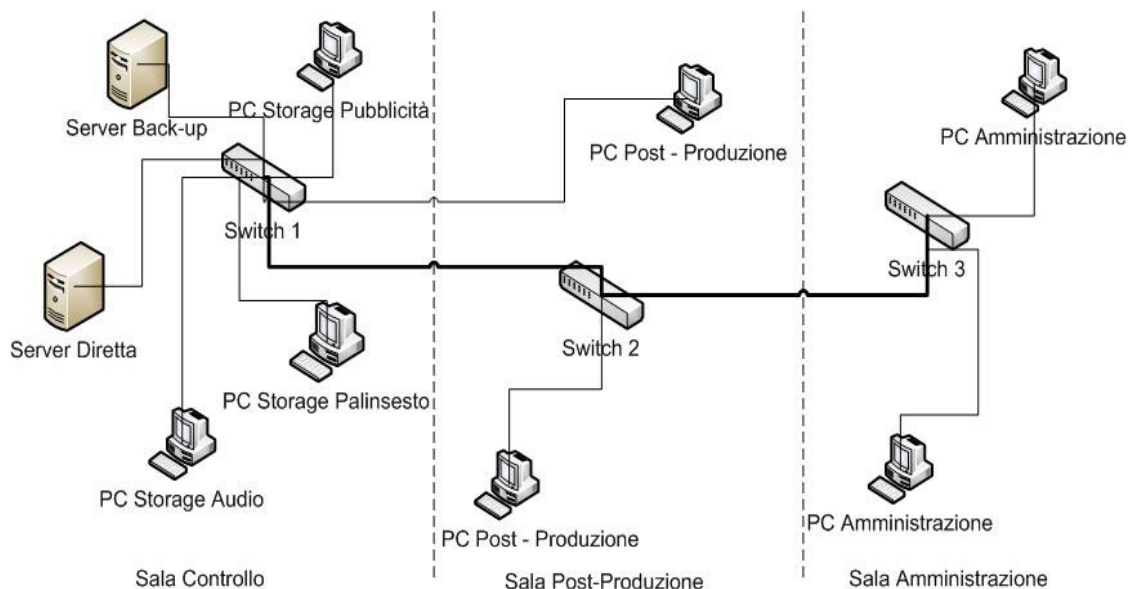 Server Back-up
PC Storage Pubblicità
PC Post - Produzione
PC Amministrazione
Switch 1
Switch 3
Server Diretta
Switch 2
PC Storage Palinsesto
PC Storage Audio
PC Post - Produzione
PC Amministrazione
Sala Controllo
Sala Post-Produzione
Sala Amministrazione